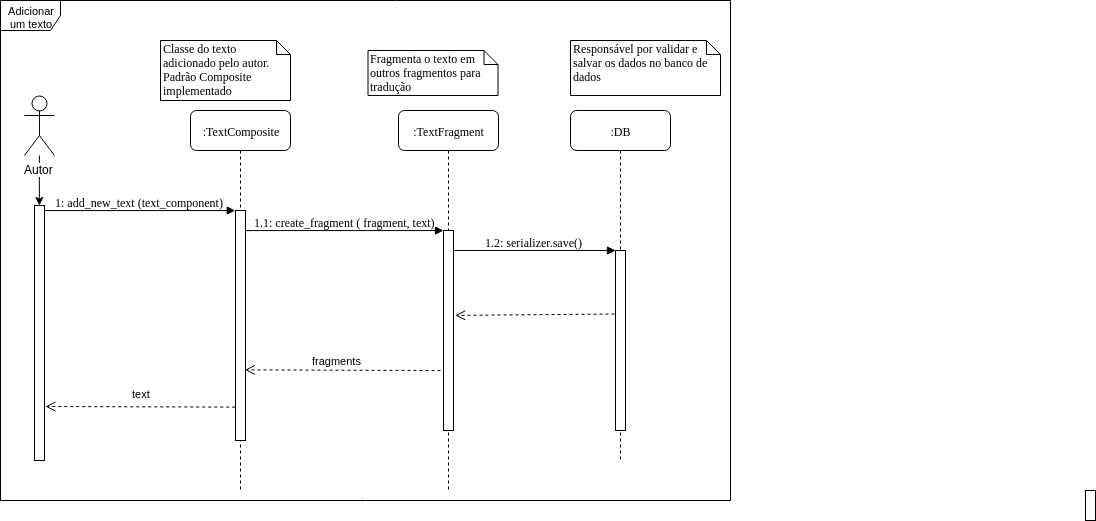 Adicionar
um texto
Classe do texto
adicionado pelo autor.
Padrão Composite
implementado
Fragmenta o texto em
outros fragmentos para
tradução
Responsável por validar e
salvar os dados no banco de
dados
:TextComposite
:TextFragment
:DB
Autor
1: add_new_text (text_component)
1.1: create_fragment ( fragment, text)
1.2: serializer.save()
fragments
text